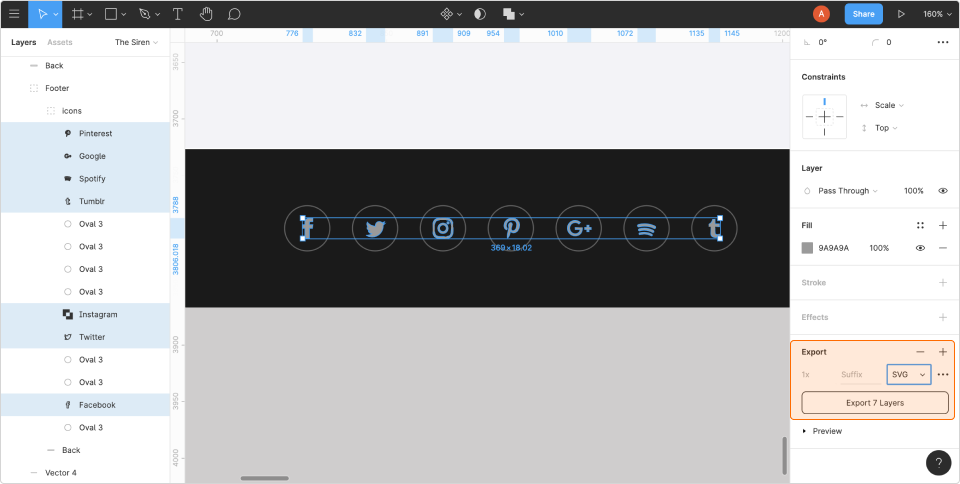 A
Share
160%
Layers
Assets
The Siren
Back
Footer
icons
Pinterest
Google
Spotify
Tumblr
Oval 3
Oval 3
Oval 3
Oval 3
Instagram
Twitter
Oval 3
Oval 3
Facebook
Oval 3
Back
Vector 4
700
776
832
891
909
954
1010
1072
1135
1145
1200
3650
3700
3788
3806.018
3900
3950
4000
369 × 18.02
0°
0
Constraints
Scale
Top
Layer
Pass Through
100%
Fill
9A9A9A
100%
Stroke
Effects
Export
1x
Suffix
SVG
Export 7 Layers
Preview
?